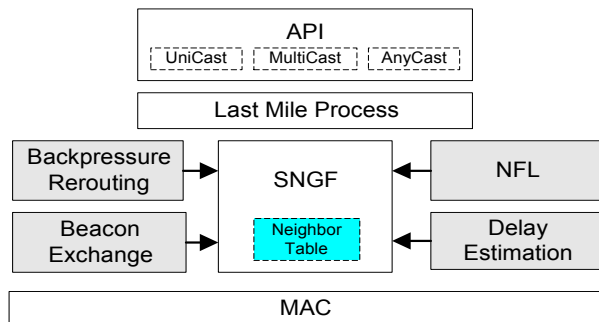 API
UniCast
MultiCast
AnyCast
Last Mile Process
Backpressure
Rerouting
SNGF
NFL
Beacon
Exchange
Neighbor
Table
Delay
Estimation
MAC